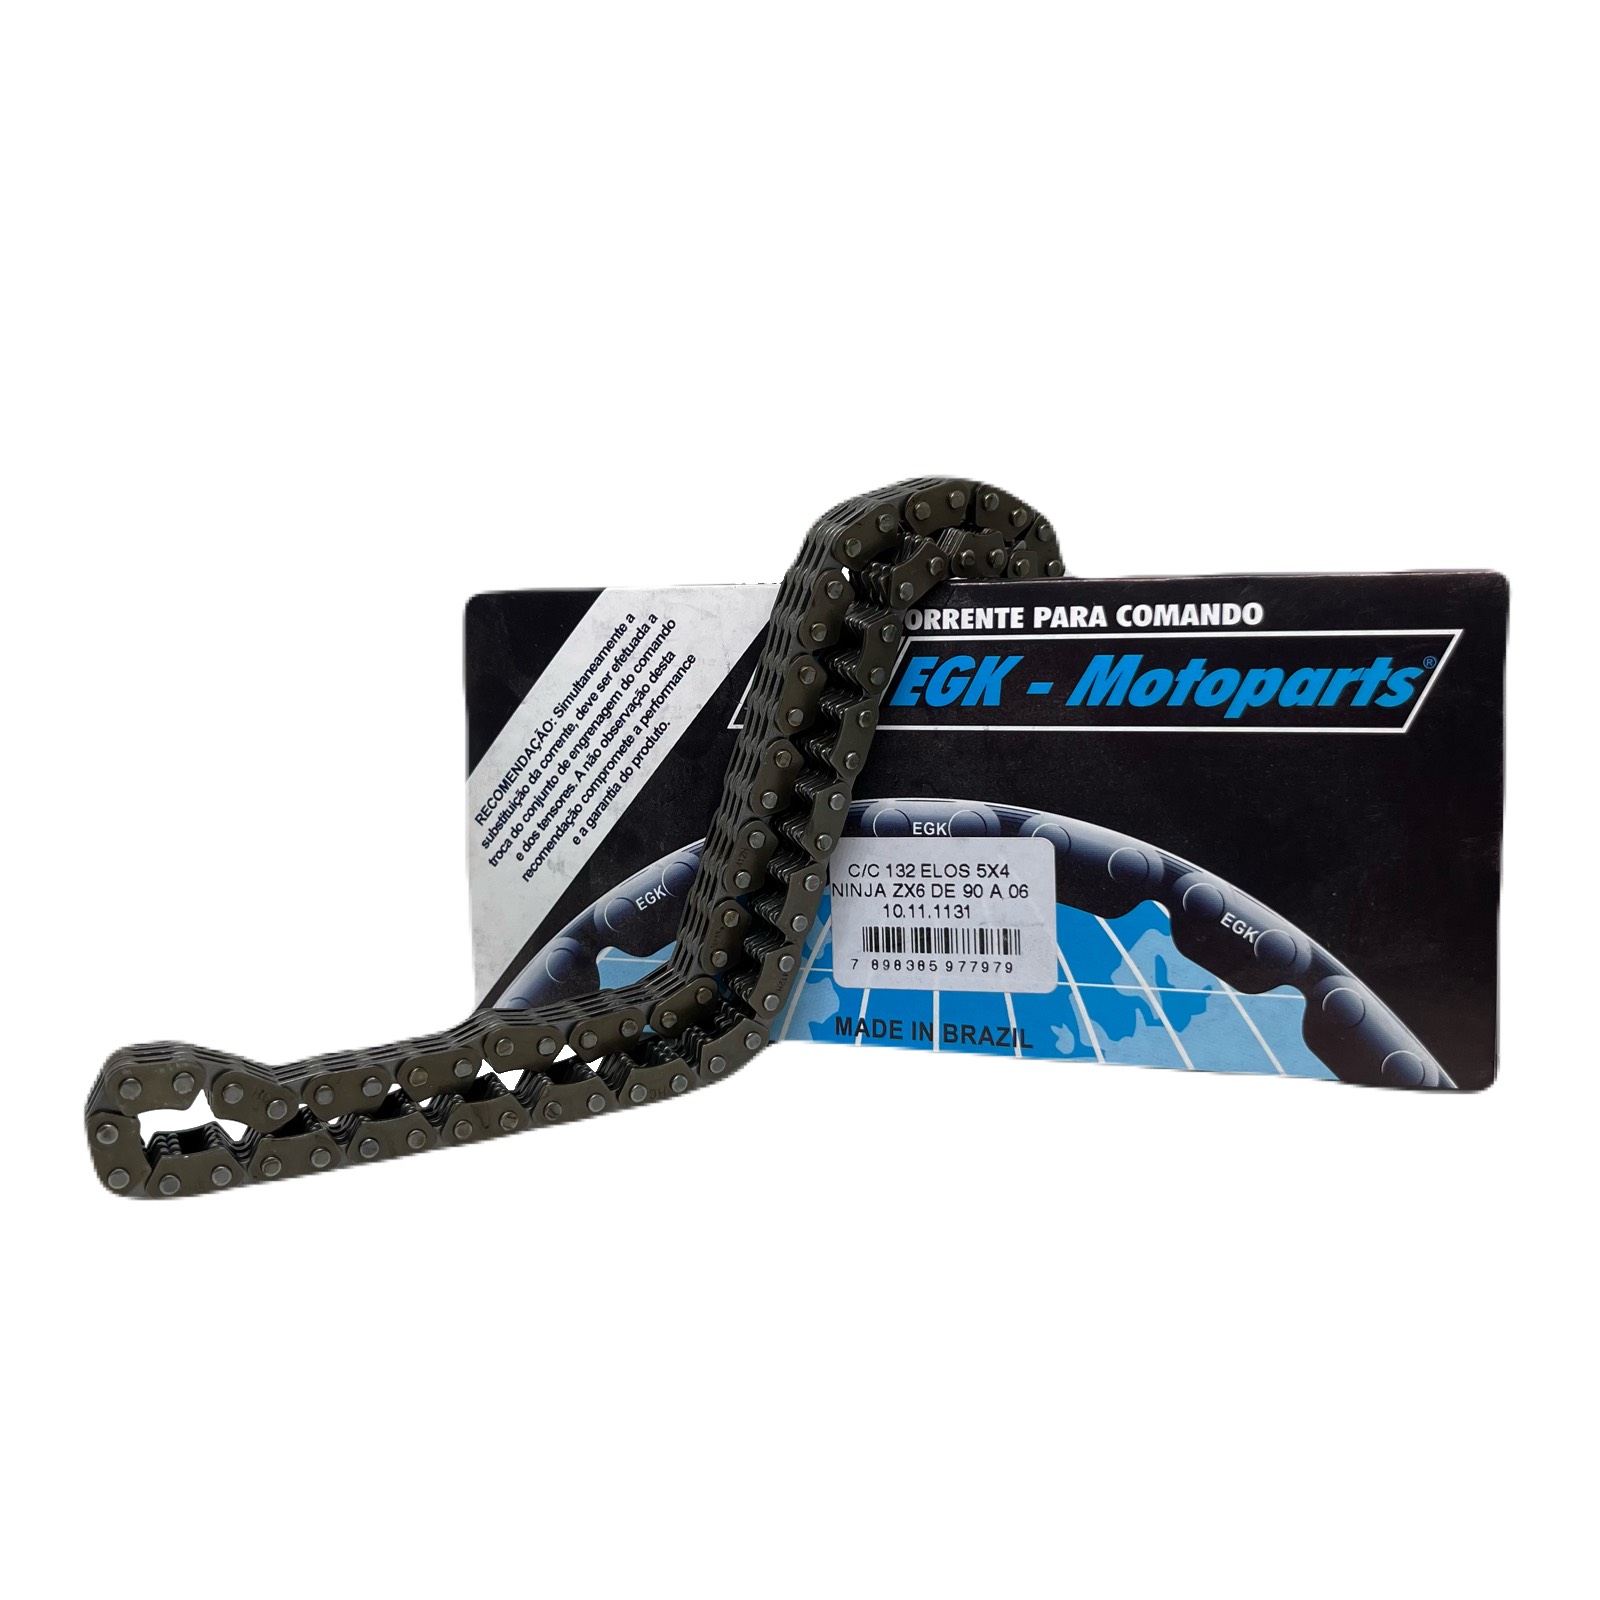 RECOMENDAÇÃO: Simultaneamente a
substituição da corrente, deve ser efetuada a
troca do conjunto de engrenagem do comando
e dos tensores. A não observação desta
recomendação compromete a performance
e a garantia do produto.
ORRENTE PARA COMANDO
EGK - Motoparts®
EGK
EGK
EGK
C/C 132 ELOS 5X4
NINJA ZX6 DE 90 A 06
10.11.1131
7 898385 977979
MADE IN BRAZIL